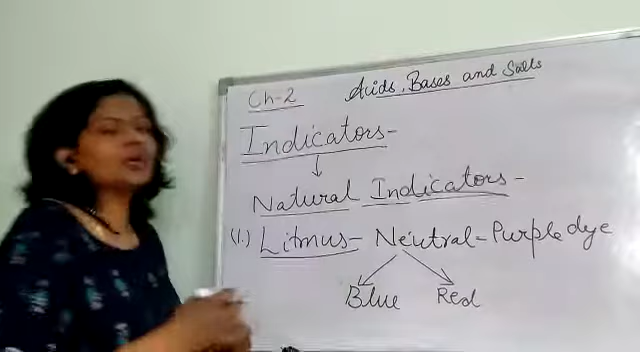 Ch-2 Acids, Bases and Salts
Indicators-
↓
Natural Indicators-
(1.) Litmus- Neutral- Purple dye
Blue Red